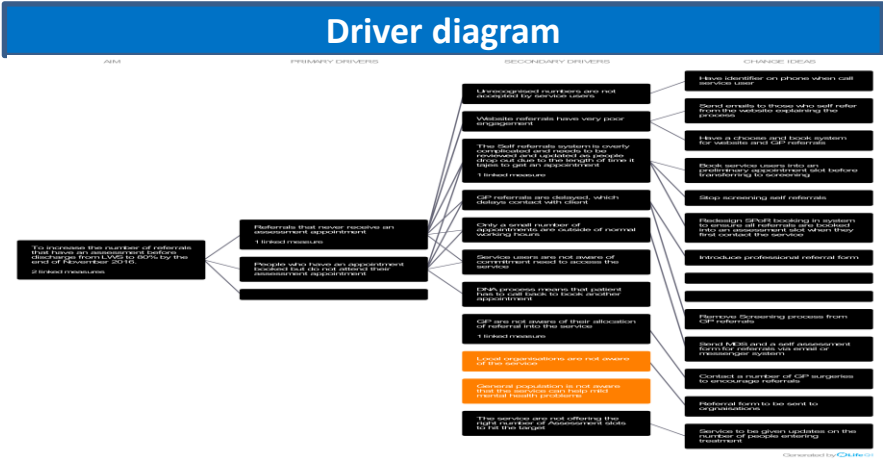 Driver diagram
AIM
PRIMARY DRIVERS
SECONDARY DRIVERS
CHANGE IDEAS
To increase the number of referrals
that have an assessment before
discharge from LWS to 80% by the
end of November 2016.
2 linked measures
Referrals that never receive an
assessment appointment
1 linked measure
People who have an appointment
booked but do not attend their
assessment appointment
Unrecognised numbers are not
accepted by service users
Website referrals have very poor
engagement
The Self referrals system is overly
complicated and needs to be
reviewed and updated as people
drop out due to the length of time it
tajes to get an appointment
1 linked measure
GP referrals are delayed, which
delays contact with client
Only a small number of
appointments are outside of normal
working hours
Service users are not aware of
commitment need to access the
service
DNA process means that patient
has to call back to book another
appointment
GP are not aware of their allocation
of referral into the service
1 linked measure
Local organisations are not aware
of the service
General population is not aware
that the service can help mild
mental health problems
The service are not offering the
right number of Assessment slots
to hit the target
Have identifier on phone when call
service user
Send emails to those who self refer
from the website explaining the
process
Have a choose and book system
for website and GP referrals
Book service users into an
preliminary appointment slot before
transferring to screening
Stop screening self referrals
Redesign SPoR booking in system
to ensure all referrals are booked
into an assessment slot when they
first contact the service
Introduce professional referral form
Remove Screening process from
GP referrals
Send MDS and a self assessment
form for referrals via email or
messenger system
Contact a number of GP surgeries
to encourage referrals
Referral form to be sent to
orgnaisations
Service to be given updates on the
number of people entering
treatment
Generated by LifeQI